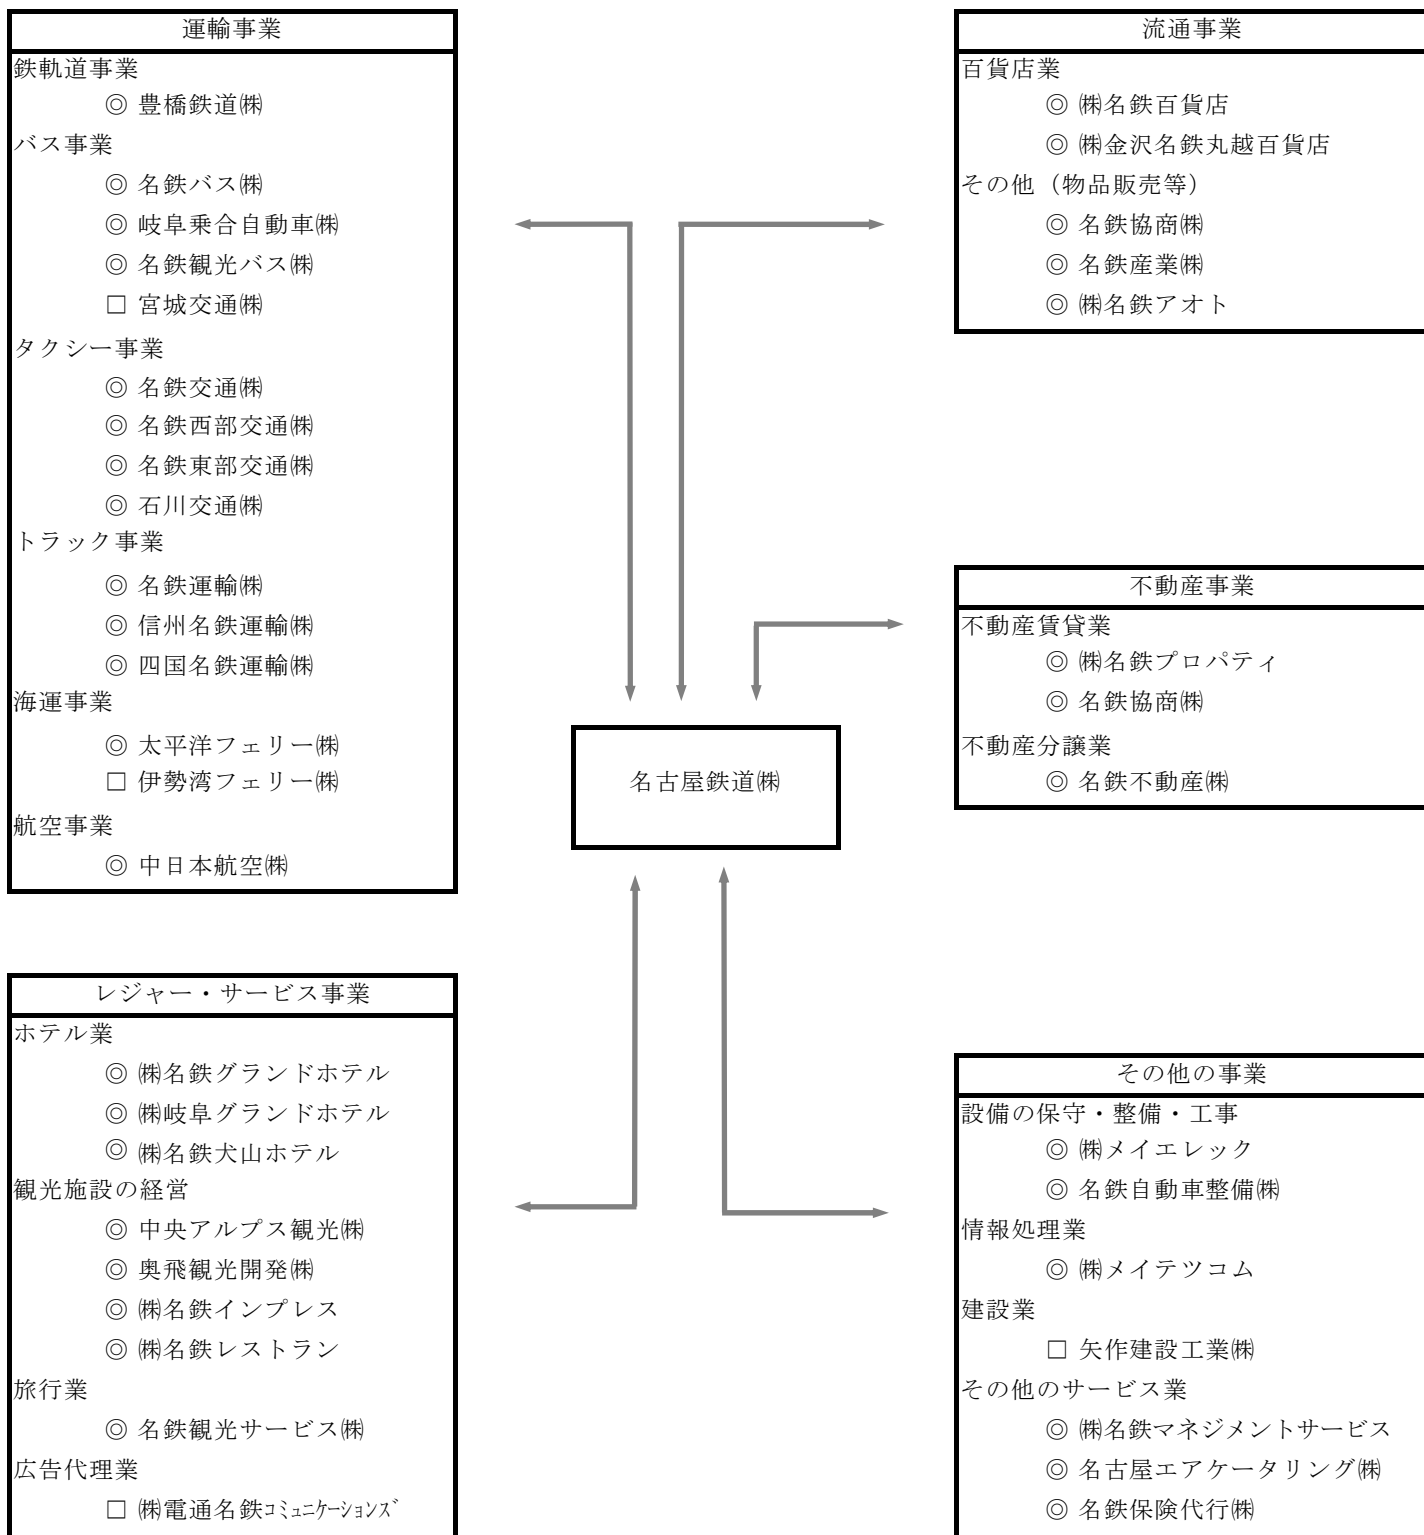 運輸事業
鉄軌道事業
◎ 豊橋鉄道㈱
バス事業
◎ 名鉄バス㈱
◎ 岐阜乗合自動車㈱
◎ 名鉄観光バス㈱
□ 宮城交通㈱
タクシー事業
◎ 名鉄交通㈱
◎ 名鉄西部交通㈱
◎ 名鉄東部交通㈱
◎ 石川交通㈱
トラック事業
◎ 名鉄運輸㈱
◎ 信州名鉄運輸㈱
◎ 四国名鉄運輸㈱
海運事業
◎ 太平洋フェリー㈱
□ 伊勢湾フェリー㈱
航空事業
◎ 中日本航空㈱
流通事業
百貨店業
◎ ㈱名鉄百貨店
◎ ㈱金沢名鉄丸越百貨店
その他（物品販売等）
◎ 名鉄協商㈱
◎ 名鉄産業㈱
◎ ㈱名鉄アオト
不動産事業
不動産賃貸業
◎ ㈱名鉄プロパティ
◎ 名鉄協商㈱
不動産分譲業
◎ 名鉄不動産㈱
名古屋鉄道㈱
レジャー・サービス事業
ホテル業
◎ ㈱名鉄グランドホテル
◎ ㈱岐阜グランドホテル
◎ ㈱名鉄犬山ホテル
観光施設の経営
◎ 中央アルプス観光㈱
◎ 奥飛観光開発㈱
◎ ㈱名鉄インプレス
◎ ㈱名鉄レストラン
旅行業
◎ 名鉄観光サービス㈱
広告代理業
□ ㈱電通名鉄ｺﾐｭﾆｹｰｼｮﾝｽﾞ
その他の事業
設備の保守・整備・工事
◎ ㈱メイエレック
◎ 名鉄自動車整備㈱
情報処理業
◎ ㈱メイテツコム
建設業
□ 矢作建設工業㈱
その他のサービス業
◎ ㈱名鉄マネジメントサービス
◎ 名古屋エアケータリング㈱
◎ 名鉄保険代行㈱